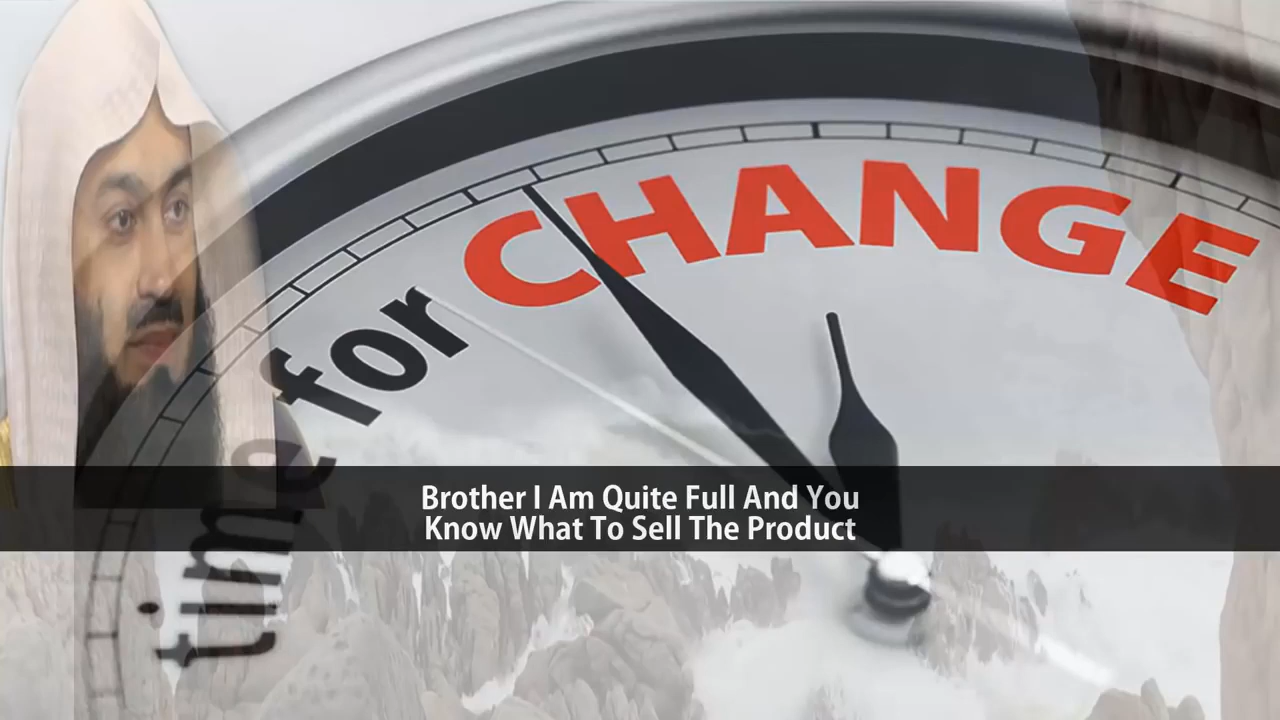 time for CHANGE
Brother I Am Quite Full And You
Know What To Sell The Product